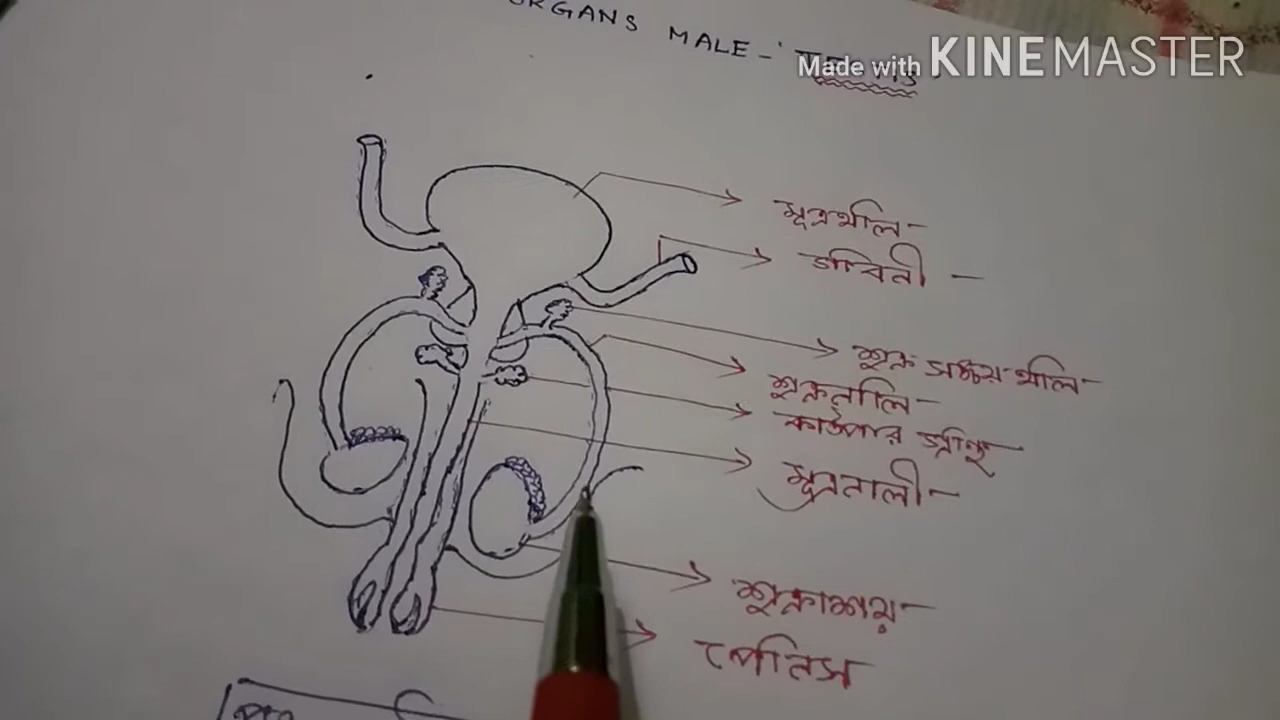 ORGANS MALE -
Made with KINEMASTER
মূত্রথলি -
গবিনী -
শুক্র সঞ্চয় থলি -
শুক্রনালি -
কাউপার গ্রন্থি
মূত্রনালী -
শুক্রাশয় -
পেনিস